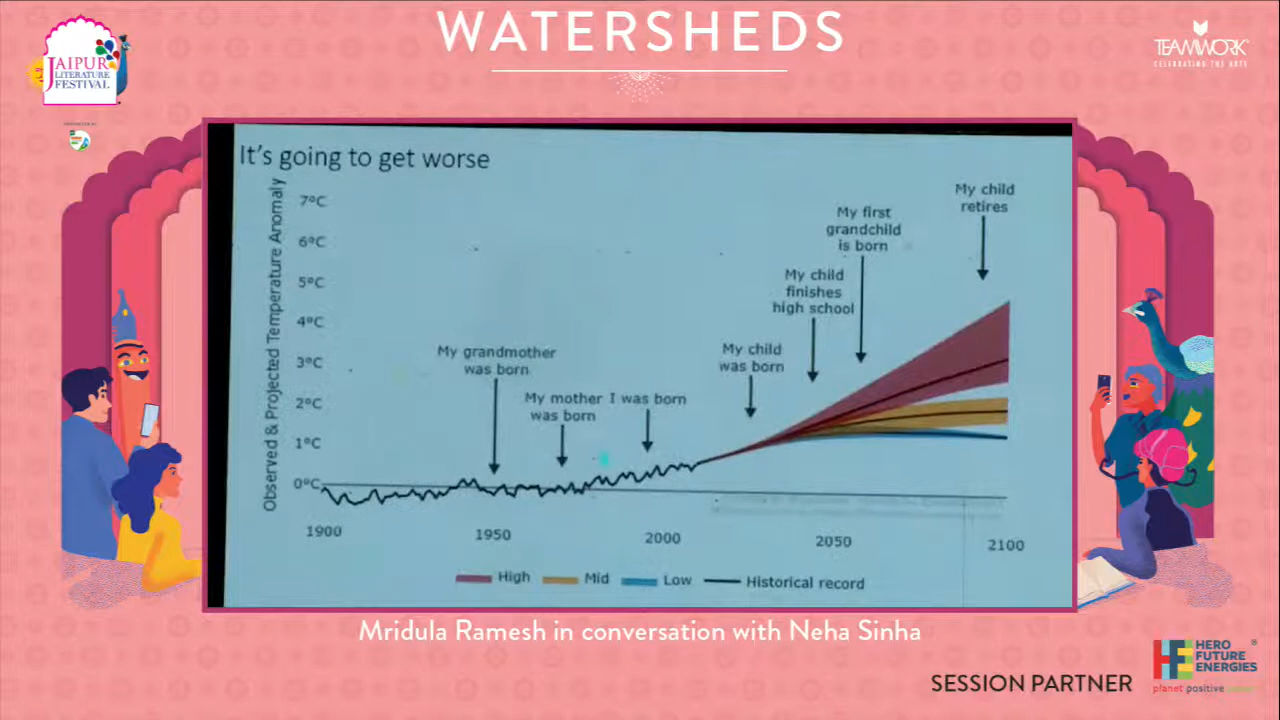 WATERSHEDS
JAIPUR
LITERATURE
FESTIVAL
TEAMWORK
CELEBRATING THE ARTS
It's going to get worse
Observed & Projected Temperature Anomaly
7°C
6°C
5°C
4°C
3°C
2°C
1°C
0°C
My grandmother
was born
My mother
was born
I was born
My child
was born
My child
finishes
high school
My first
grandchild
is born
My child
retires
1900
1950
2000
2050
2100
High
Mid
Low
Historical record
Mridula Ramesh in conversation with Neha Sinha
SESSION PARTNER
HFE
HERO
FUTURE
ENERGIES
planet positive